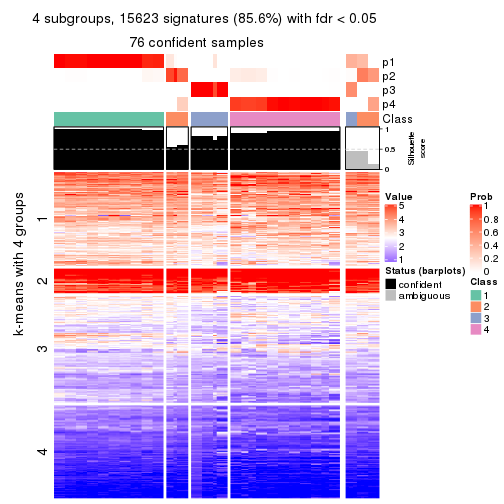 4 subgroups, 15623 signatures (85.6%) with fdr < 0.05
76 confident samples
p1
p2
p3
p4
Class
1
0.5
0
Silhouette
score
k-means with 4 groups
1
2
3
4
Value
5
4
3
2
1
Status (barplots)
confident
ambiguous
Prob
1
0.8
0.6
0.4
0.2
0
Class
1
2
3
4